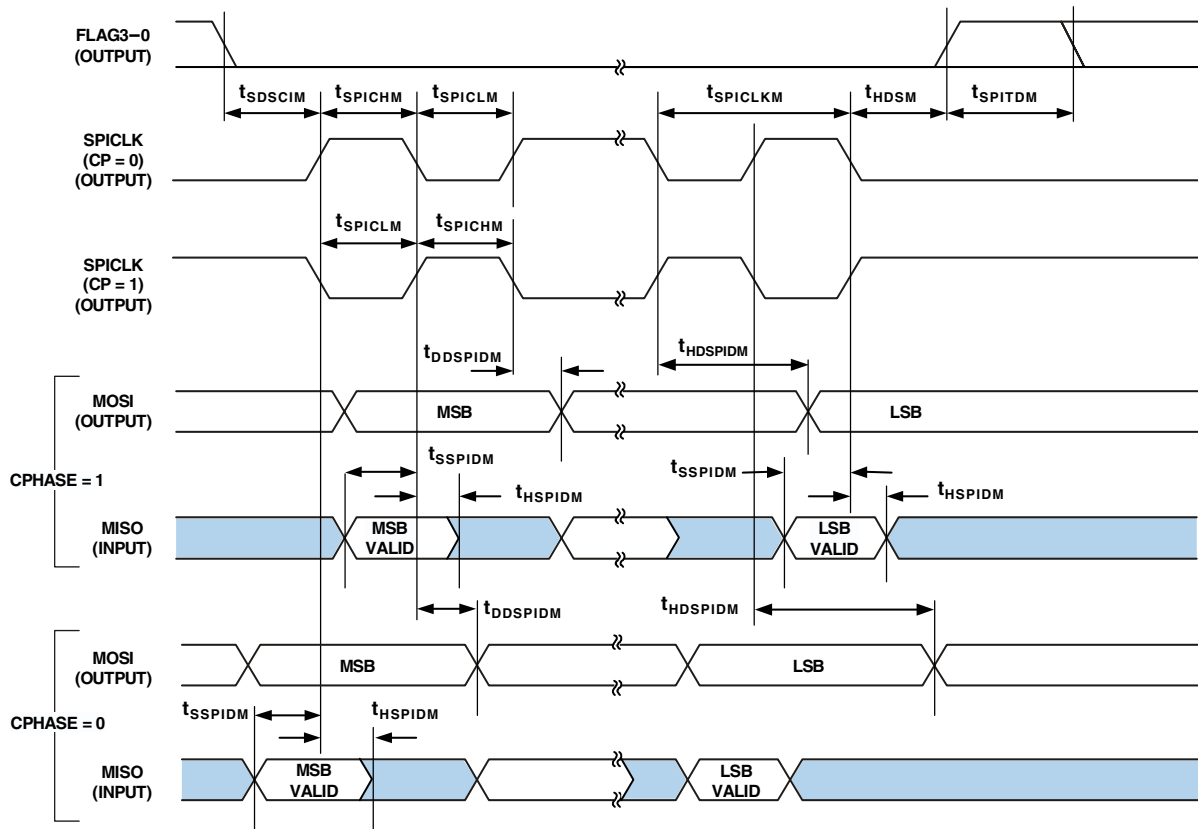 FLAG3–0
(OUTPUT)
tSDSCIM
tSPICHM
tSPICLM
tSPICLKM
tHDSM
tSPITDM
SPICLK
(CP = 0)
(OUTPUT)
tSPICLM
tSPICHM
SPICLK
(CP = 1)
(OUTPUT)
tDDSPIDM
tHDSPIDM
MOSI
(OUTPUT)
MSB
LSB
CPHASE = 1
tSSPIDM
tHSPIDM
tSSPIDM
tHSPIDM
MISO
(INPUT)
MSB
VALID
LSB
VALID
tDDSPIDM
tHDSPIDM
MOSI
(OUTPUT)
MSB
LSB
CPHASE = 0
tSSPIDM
tHSPIDM
MISO
(INPUT)
MSB
VALID
LSB
VALID